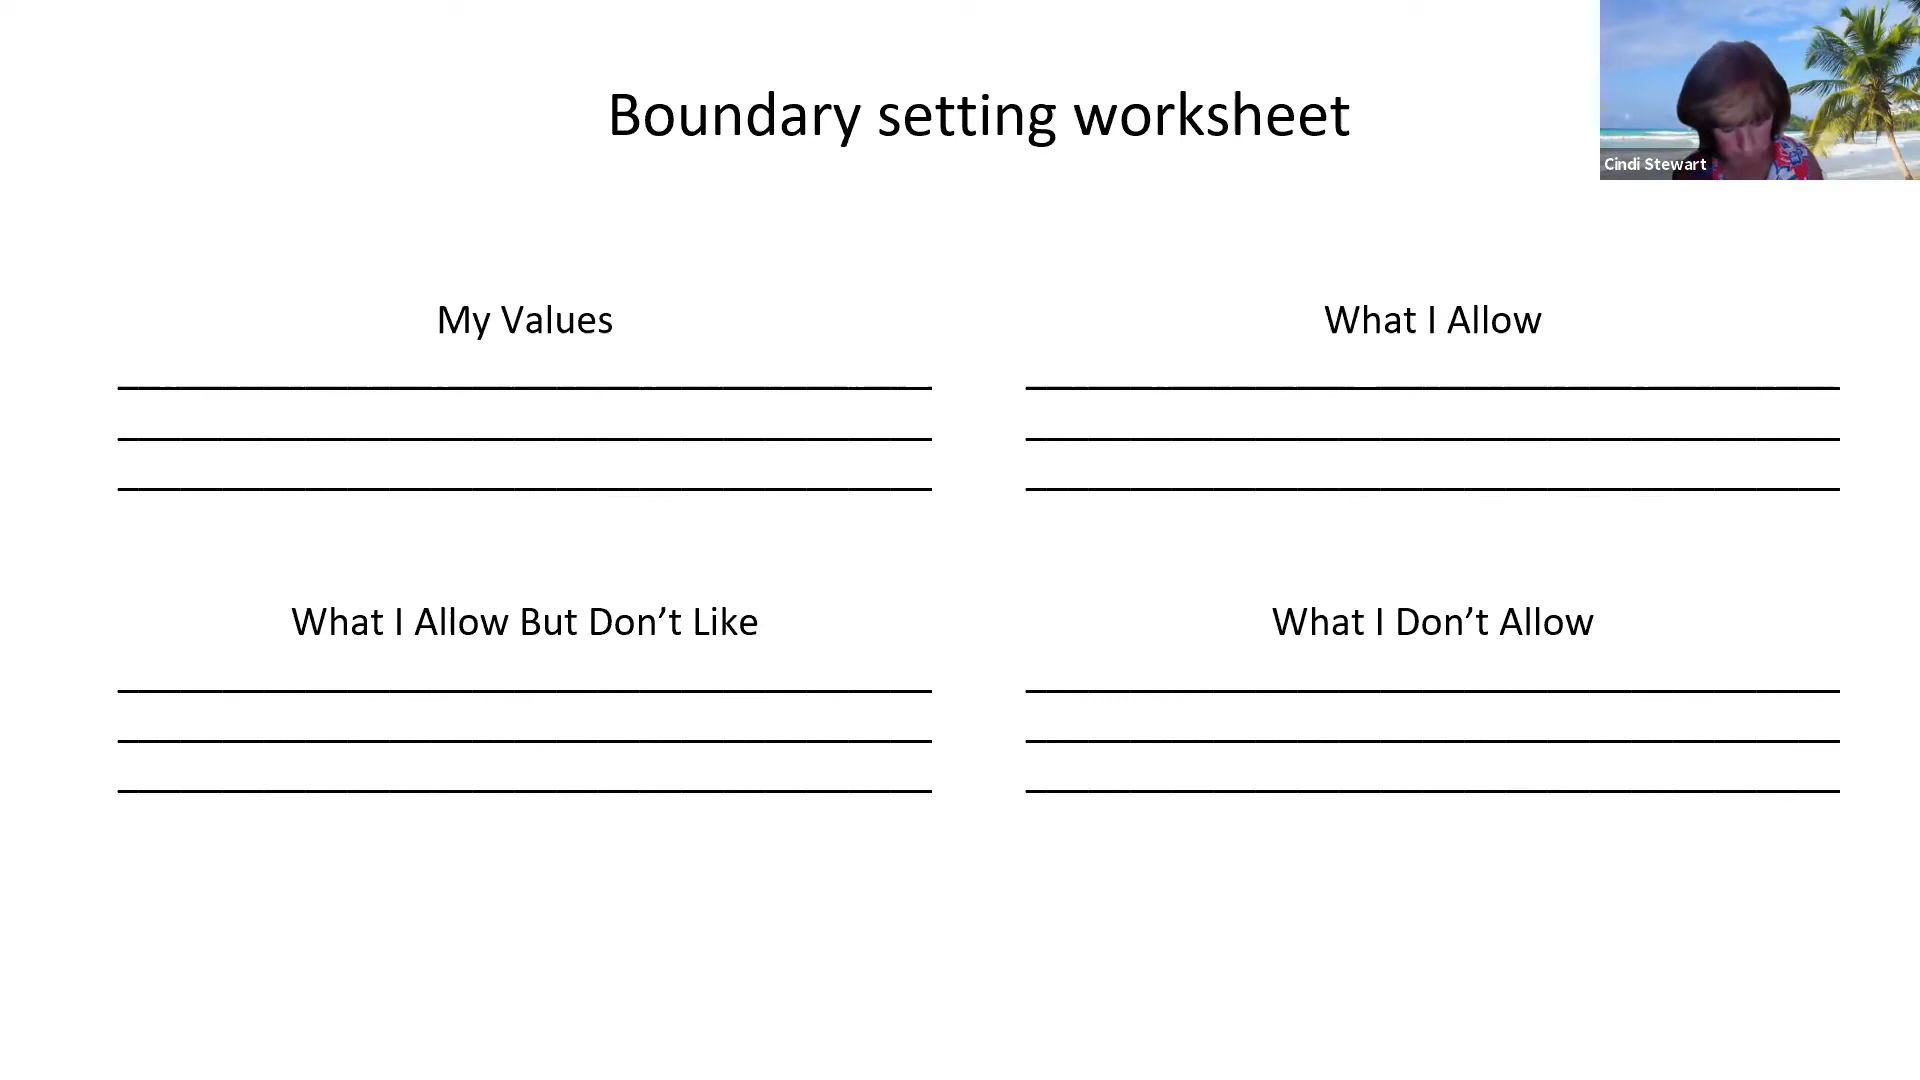 Boundary setting worksheet
Cindi Stewart
My Values
What I Allow
What I Allow But Don’t Like
What I Don’t Allow